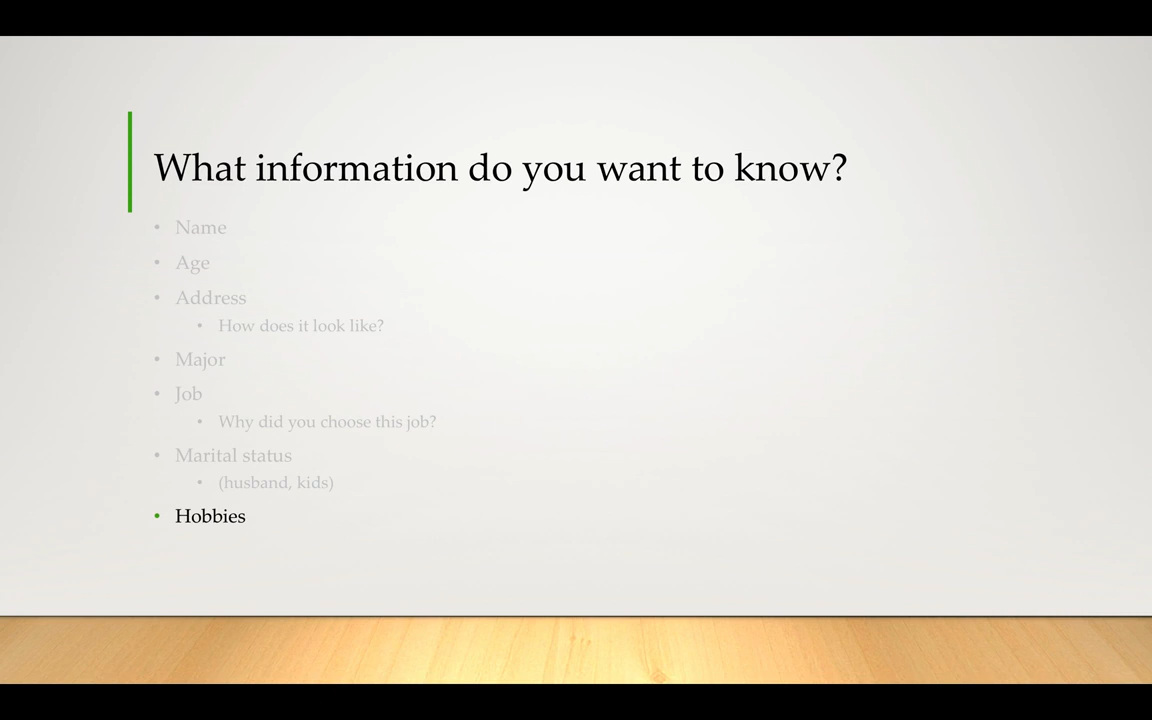 What information do you want to know?
• Name
• Age
• Address
• How does it look like?
• Major
• Job
• Why did you choose this job?
• Marital status
• (husband, kids)
• Hobbies